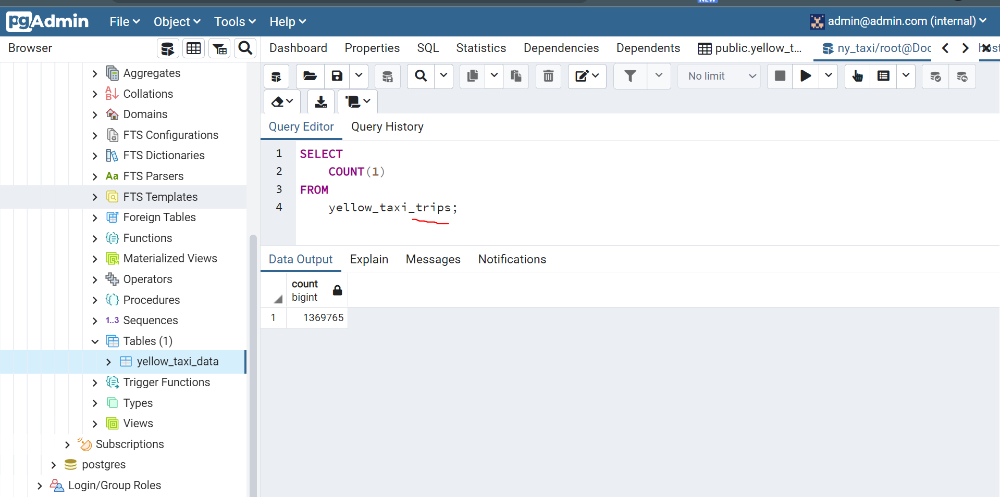 NEW
pgAdmin File Object Tools Help admin@admin.com (internal)
Browser Dashboard Properties SQL Statistics Dependencies Dependents public.yellow_t... ny_taxi/root@Doc
No limit
Query Editor Query History
1 SELECT
2 COUNT(1)
3 FROM
4 yellow_taxi_trips;
Data Output Explain Messages Notifications
count
bigint
1 1369765
Aggregates
Collations
Domains
FTS Configurations
FTS Dictionaries
Aa FTS Parsers
FTS Templates
Foreign Tables
Functions
Materialized Views
Operators
Procedures
1..3 Sequences
Tables (1)
yellow_taxi_data
Trigger Functions
Types
Views
Subscriptions
postgres
Login/Group Roles